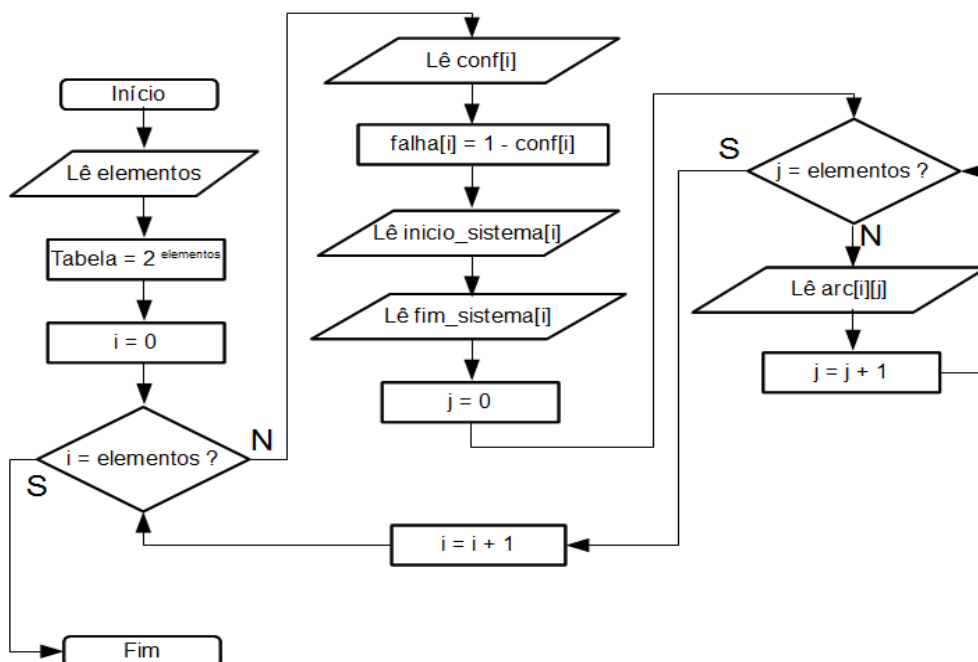 Início
Lê elementos
Tabela = 2 elementos
i = 0
i = elementos ?
N
S
Fim
Lê conf[i]
falha[i] = 1 - conf[i]
Lê inicio_sistema[i]
Lê fim_sistema[i]
j = 0
j = elementos ?
S
N
Lê arc[i][j]
j = j + 1
i = i + 1